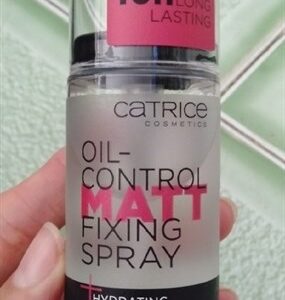 LONG
LASTING
CATRICE
COSMETICS
OIL-
CONTROL
MATT
FIXING
SPRAY
+HYDRATING